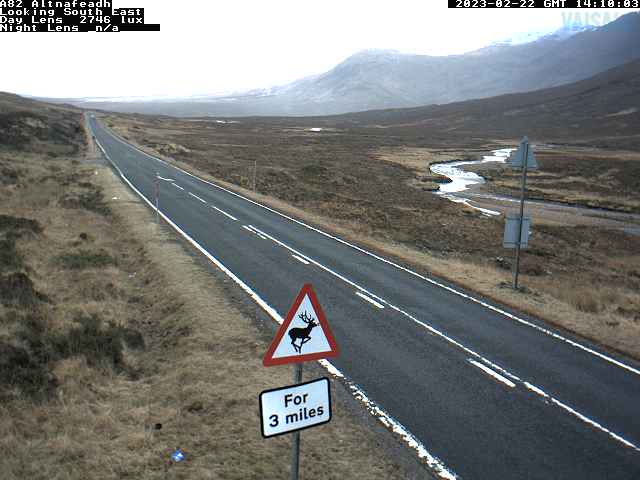 A82 Altnafeadh
Looking South East
Day Lens 2746 lux
Night Lens n/a
2023-02-22 GMT 14:10:03
VAISALA
For
3 miles